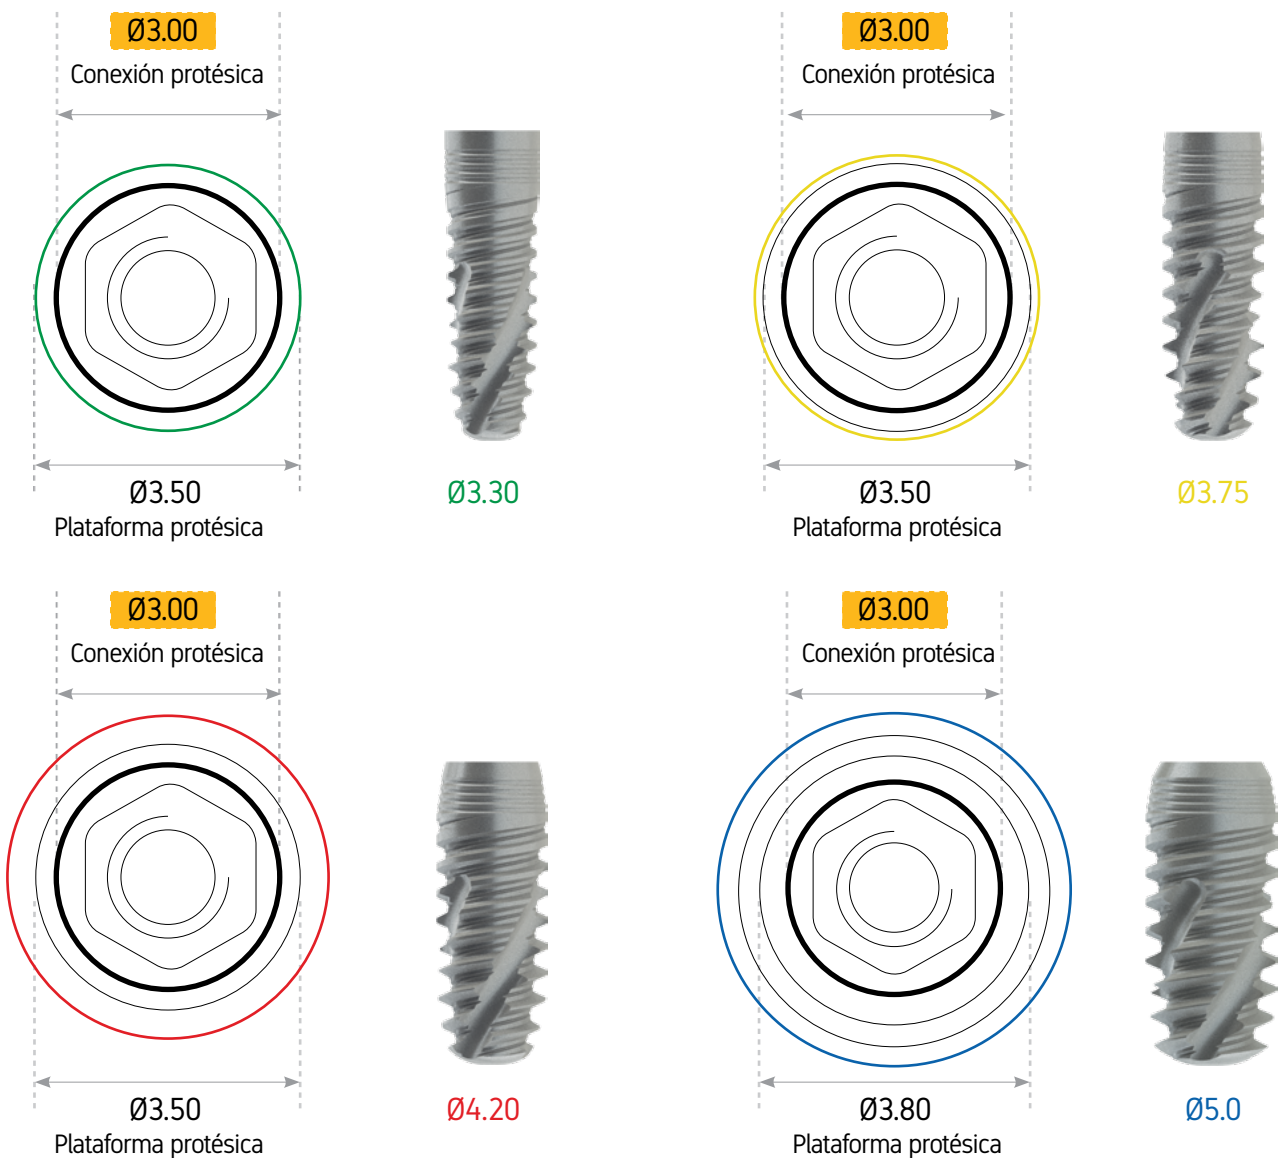 Ø3.00
Conexión protésica
Ø3.50
Plataforma protésica
Ø3.30
Ø3.00
Conexión protésica
Ø3.50
Plataforma protésica
Ø3.75
Ø3.00
Conexión protésica
Ø3.50
Plataforma protésica
Ø4.20
Ø3.00
Conexión protésica
Ø3.80
Plataforma protésica
Ø5.0